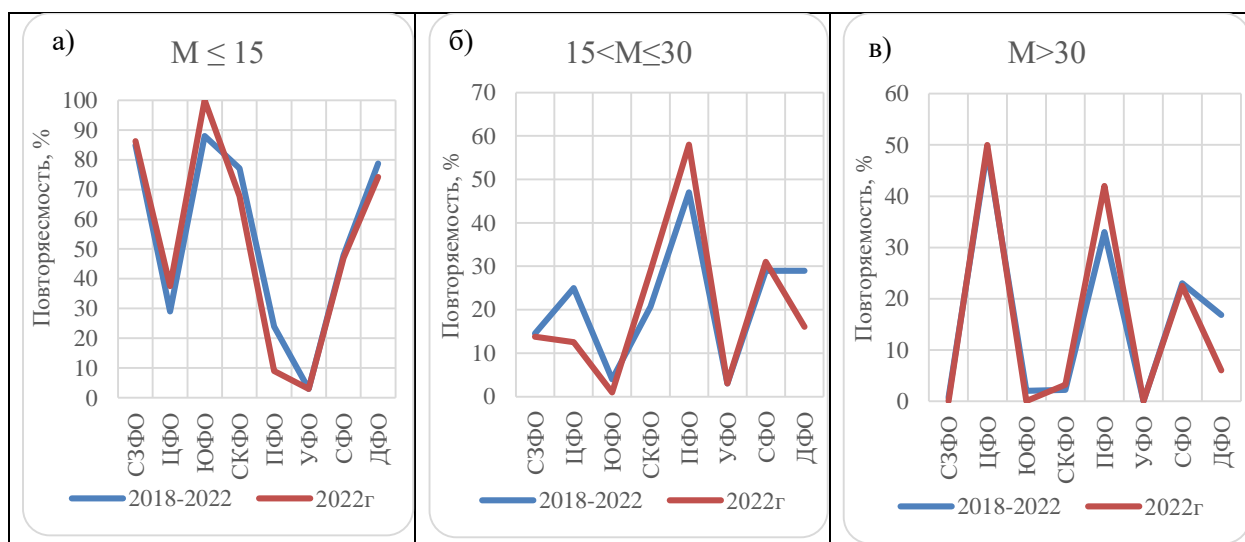 а)
M ≤ 15
Повторяесмость, %
100
90
80
70
60
50
40
30
20
10
0
СЗФО
ЦФО
ЮФО
СКФО
ПФО
УФО
СФО
ДФО
2018-2022
2022г
б)
15<M≤30
Повторяемость, %
70
60
50
40
30
20
10
0
СЗФО
ЦФО
ЮФО
СКФО
ПФО
УФО
СФО
ДФО
2018-2022
2022г
в)
M>30
Повторяемость, %
60
50
40
30
20
10
0
СЗФО
ЦФО
ЮФО
СКФО
ПФО
УФО
СФО
ДФО
2018-2022
2022г